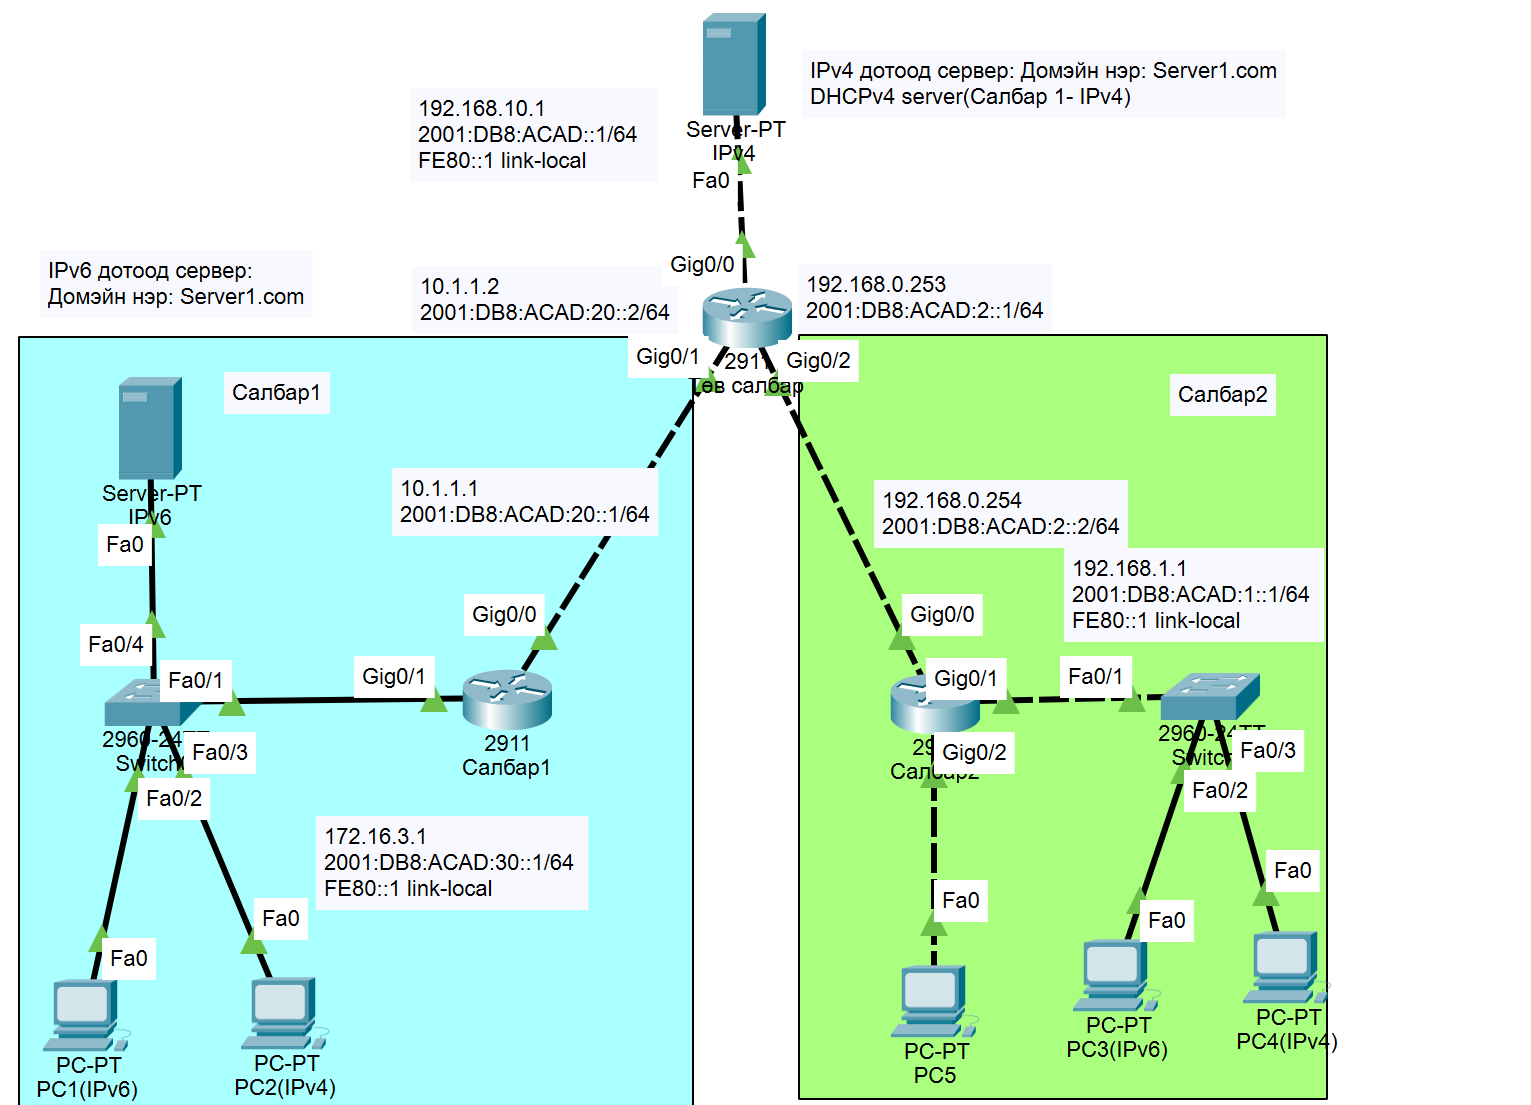 IPv4 дотоод сервер: Домэйн нэр: Server1.com
DHCPv4 server(Салбар 1- IPv4)
192.168.10.1
2001:DB8:ACAD::1/64
FE80::1 link-local
Server-PT
IPv4
Fa0
Gig0/0
IPv6 дотоод сервер:
Домэйн нэр: Server1.com
10.1.1.2
2001:DB8:ACAD:20::2/64
192.168.0.253
2001:DB8:ACAD:2::1/64
Gig0/1
Gig0/2
2911
Төв салбар
Салбар1
Салбар2
Server-PT
IPv6
Fa0
10.1.1.1
2001:DB8:ACAD:20::1/64
192.168.0.254
2001:DB8:ACAD:2::2/64
192.168.1.1
2001:DB8:ACAD:1::1/64
FE80::1 link-local
Gig0/0
Gig0/0
Fa0/4
Fa0/1
Gig0/1
Gig0/1
Fa0/1
2911
Салбар1
Fa0/3
Fa0/2
Gig0/2
Салбар2
Fa0/3
Fa0/2
172.16.3.1
2001:DB8:ACAD:30::1/64
FE80::1 link-local
Fa0
Fa0
Fa0
Fa0
Fa0
PC-PT
PC1(IPv6)
PC-PT
PC2(IPv4)
PC-PT
PC5
PC-PT
PC3(IPv6)
PC-PT
PC4(IPv4)